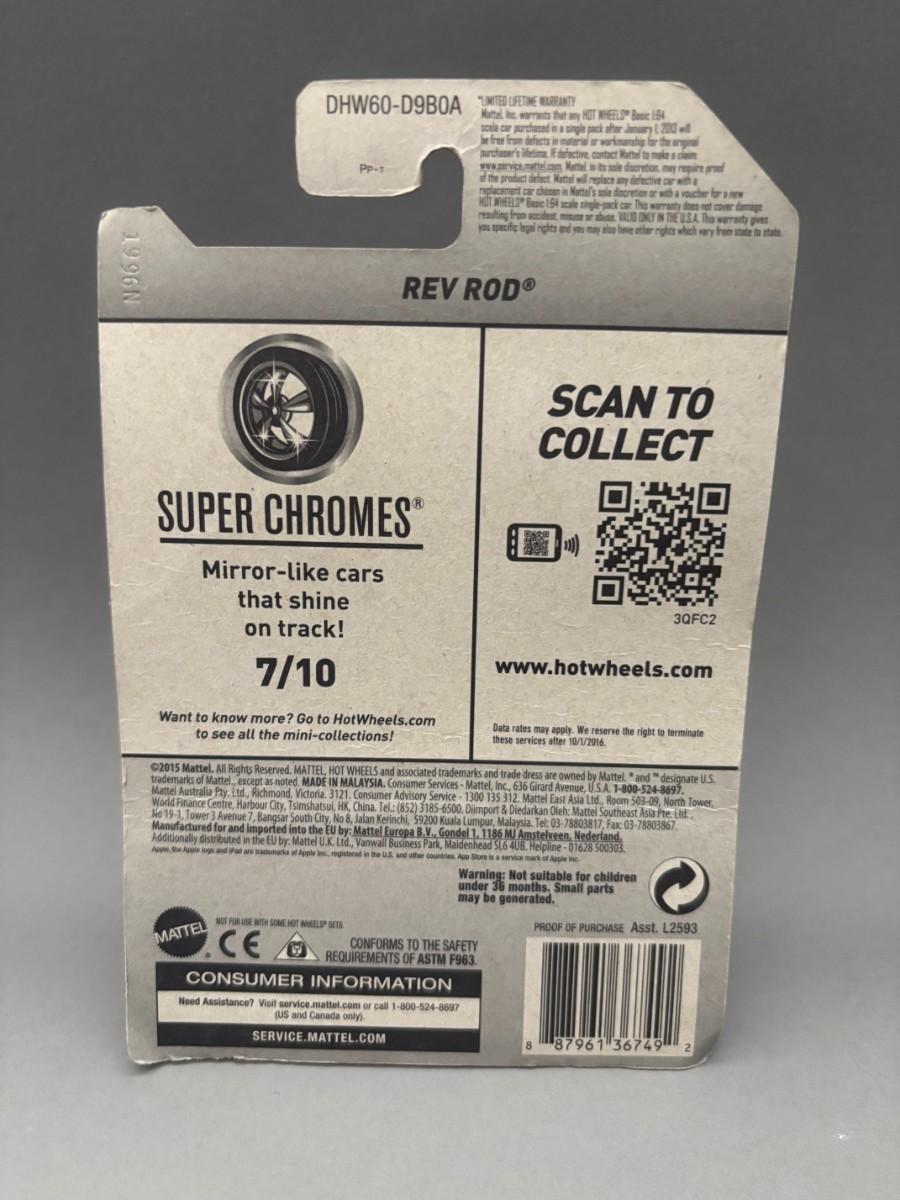 DHW60-D9B0A
PP-T
*LIMITED LIFETIME WARRANTY
Mattel, Inc. warrants that any HOT WHEELS® Basic 1:64
scale car purchased in a single pack after January 1, 2013 will
be free from defects in material or workmanship for the original
purchaser's lifetime. If defective, contact Mattel to make a claim:
www.service.mattel.com. Mattel, in its sole discretion, may require proof
of the product defect. Mattel will replace any defective car with a
replacement car chosen in Mattel's sole discretion or with a voucher for a new
HOT WHEELS® Basic 1:64 scale single-pack car. This warranty does not cover damage
resulting from accident, misuse or abuse. VALID ONLY IN THE U.S.A. This warranty gives
you specific legal rights and you may also have other rights which vary from state to state.
1996N
REV ROD®
SUPER CHROMES®
Mirror-like cars
that shine
on track!
7/10
Want to know more? Go to HotWheels.com
to see all the mini-collections!
SCAN TO
COLLECT
3QFC2
www.hotwheels.com
Data rates may apply. We reserve the right to terminate
these services after 10/1/2016.
©2015 Mattel. All Rights Reserved. MATTEL, HOT WHEELS and associated trademarks and trade dress are owned by Mattel. ® and ™ designate U.S.
trademarks of Mattel, except as noted. MADE IN MALAYSIA. Consumer Services - Mattel, Inc., 636 Girard Avenue, U.S.A. 1-800-524-8697.
Mattel Australia Pty. Ltd., Richmond, Victoria. 3121. Consumer Advisory Service - 1300 135 312. Mattel East Asia Ltd., Room 503-09, North Tower,
World Finance Centre, Harbour City, Tsimshatsui, HK, China. Tel.: (852) 3185-6500. Diimport & Diedarkan Oleh: Mattel Southeast Asia Pte. Ltd.,
No 19-1, Tower 3 Avenue 7, Bangsar South City, No 8, Jalan Kerinchi, 59200 Kuala Lumpur, Malaysia. Tel: 03-78803817, Fax: 03-78803867.
Manufactured for and imported into the EU by: Mattel Europa B.V., Gondel 1, 1186 MJ Amstelveen, Nederland.
Additionally distributed in the EU by: Mattel U.K. Ltd., Vanwall Business Park, Maidenhead SL6 4UB. Helpline - 01628 500303.
Apple, the Apple logo and iPad are trademarks of Apple Inc., registered in the U.S. and other countries. App Store is a service mark of Apple Inc.
Warning: Not suitable for children
under 36 months. Small parts
may be generated.
MATTEL
NOT FOR USE WITH SOME HOT WHEELS® SETS.
CE
CONFORMS TO THE SAFETY
REQUIREMENTS OF ASTM F963.
CONSUMER INFORMATION
Need Assistance? Visit service.mattel.com or call 1-800-524-8697
(US and Canada only).
SERVICE.MATTEL.COM
PROOF OF PURCHASE Asst. L2593
8 87961 36749 2